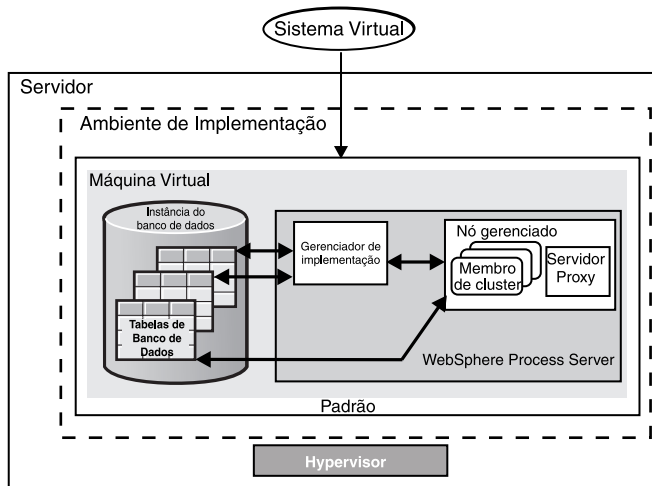 Sistema Virtual
Servidor
Ambiente de Implementação
Máquina Virtual
Instância do
banco de dados
Tabelas de
Banco de
Dados
Gerenciador de
implementação
Nó gerenciado
Membro
de cluster
Servidor
Proxy
WebSphere Process Server
Padrão
Hypervisor